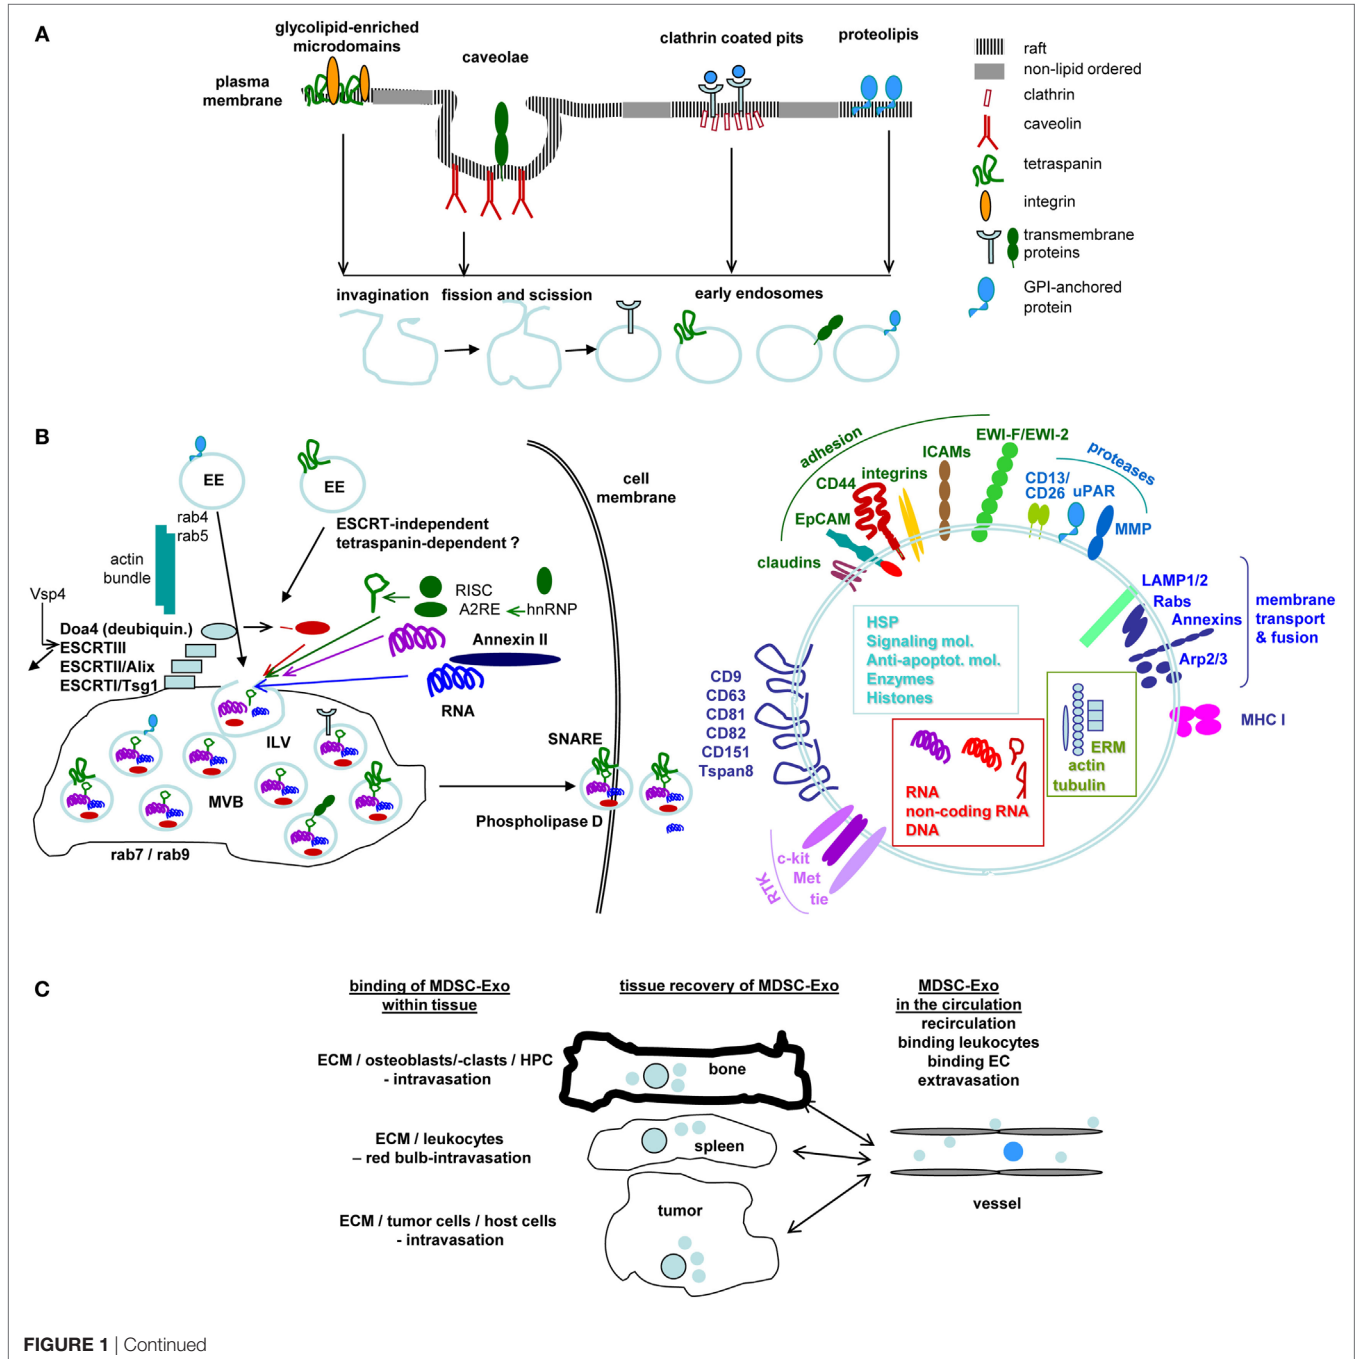 A
glycolipid-enriched
microdomains
caveolae
clathrin coated pits
proteolipis
plasma
membrane
raft
non-lipid ordered
clathrin
caveolin
tetraspanin
integrin
transmembrane
proteins
GPI-anchored
protein
invagination
fission and scission
early endosomes
B
EE
EE
rab4
rab5
actin
bundle
ESCRT-independent
tetraspanin-dependent ?
cell
membrane
Vsp4
Doa4 (deubiquin.)
ESCRTIII
ESCRTII/Alix
ESCRTI/Tsg1
RISC
A2RE
hnRNP
Annexin II
RNA
ILV
MVB
rab7 / rab9
SNARE
Phospholipase D
adhesion
EWI-F/EWI-2
ICAMs
integrins
CD44
EpCAM
claudins
proteases
CD13/
CD26
uPAR
MMP
LAMP1/2
Rabs
Annexins
Arp2/3
membrane
transport
& fusion
MHC I
HSP
Signaling mol.
Anti-apoptot. mol.
Enzymes
Histones
CD9
CD63
CD81
CD82
CD151
Tspan8
ERM
actin
tubulin
RNA
non-coding RNA
DNA
RTK
c-kit
Met
tie
C
binding of MDSC-Exo
within tissue
tissue recovery of MDSC-Exo
MDSC-Exo
in the circulation
recirculation
binding leukocytes
binding EC
extravasation
ECM / osteoblasts/-clasts / HPC
- intravasation
bone
ECM / leukocytes
– red bulb-intravasation
spleen
ECM / tumor cells / host cells
- intravasation
tumor
vessel
FIGURE 1 | Continued